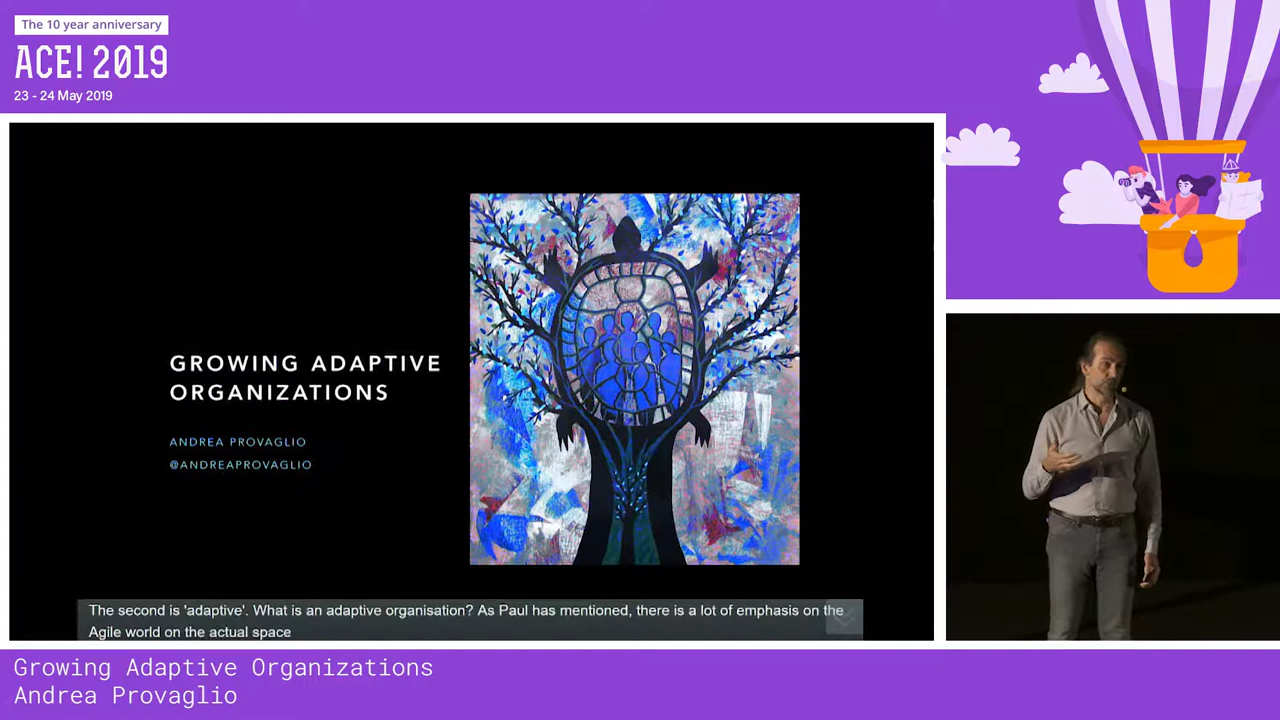 The 10 year anniversary
ACE! 2019
23 - 24 May 2019
GROWING ADAPTIVE
ORGANIZATIONS
ANDREA PROVAGLIO
@ANDREAPROVAGLIO
The second is 'adaptive'. What is an adaptive organisation? As Paul has mentioned, there is a lot of emphasis on the
Agile world on the actual space
Growing Adaptive Organizations
Andrea Provaglio